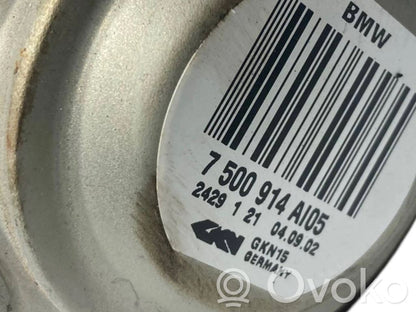 BMW
7 500 914 AI05
2429 1 21 04.09.02
GKN GKN15
GERMANY
Ovoko